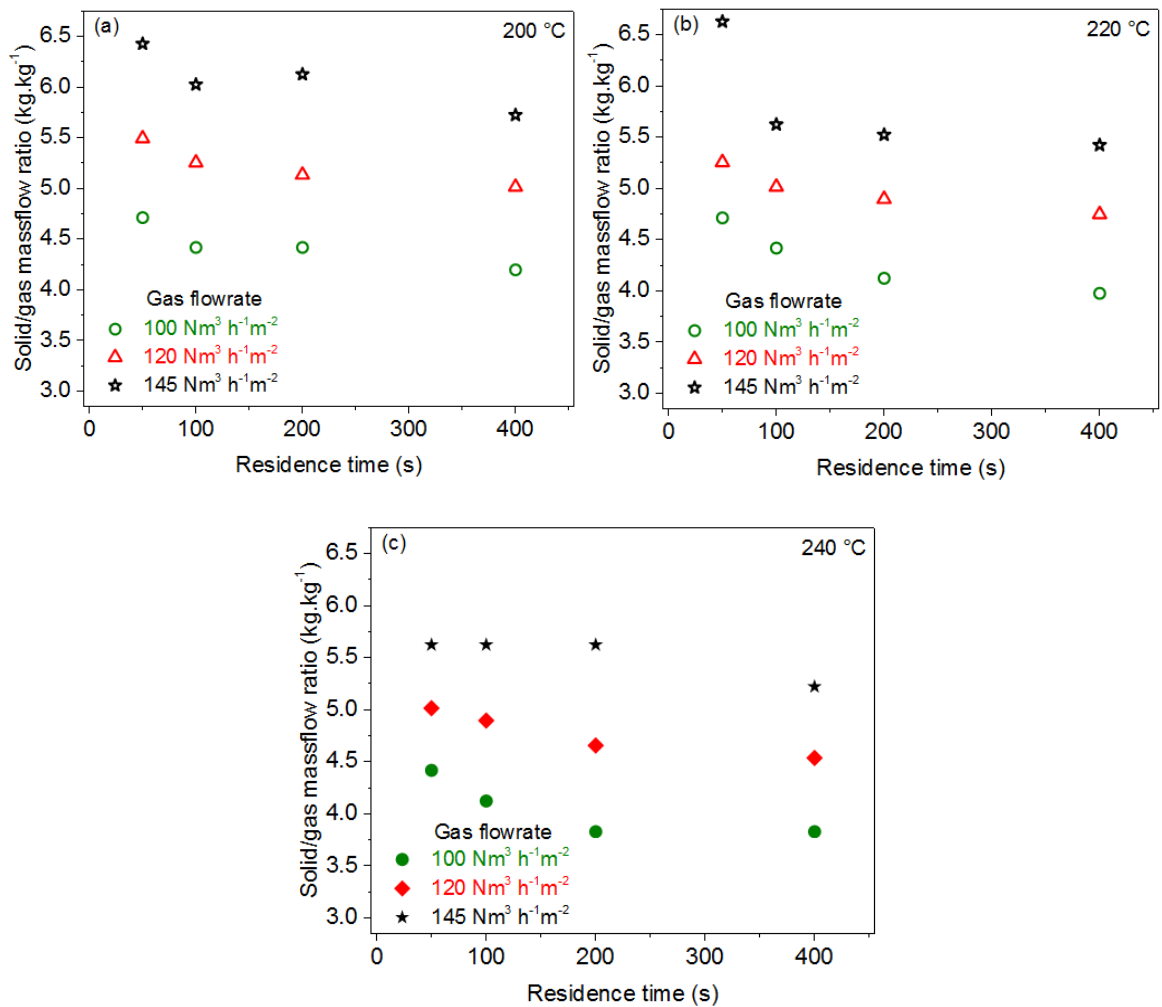 (a)
200 °C
Solid/gas massflow ratio (kg.kg⁻¹)
6.5
6.0
5.5
5.0
4.5
4.0
3.5
3.0
Gas flowrate
100 Nm³ h⁻¹m⁻²
120 Nm³ h⁻¹m⁻²
145 Nm³ h⁻¹m⁻²
0 100 200 300 400
Residence time (s)
(b)
220 °C
Solid/gas massflow ratio (kg.kg⁻¹)
6.5
6.0
5.5
5.0
4.5
4.0
3.5
3.0
Gas flowrate
100 Nm³ h⁻¹m⁻²
120 Nm³ h⁻¹m⁻²
145 Nm³ h⁻¹m⁻²
0 100 200 300 400
Residence time (s)
(c)
240 °C
Solid/gas massflow ratio (kg.kg⁻¹)
6.5
6.0
5.5
5.0
4.5
4.0
3.5
3.0
Gas flowrate
100 Nm³ h⁻¹m⁻²
120 Nm³ h⁻¹m⁻²
145 Nm³ h⁻¹m⁻²
0 100 200 300 400
Residence time (s)